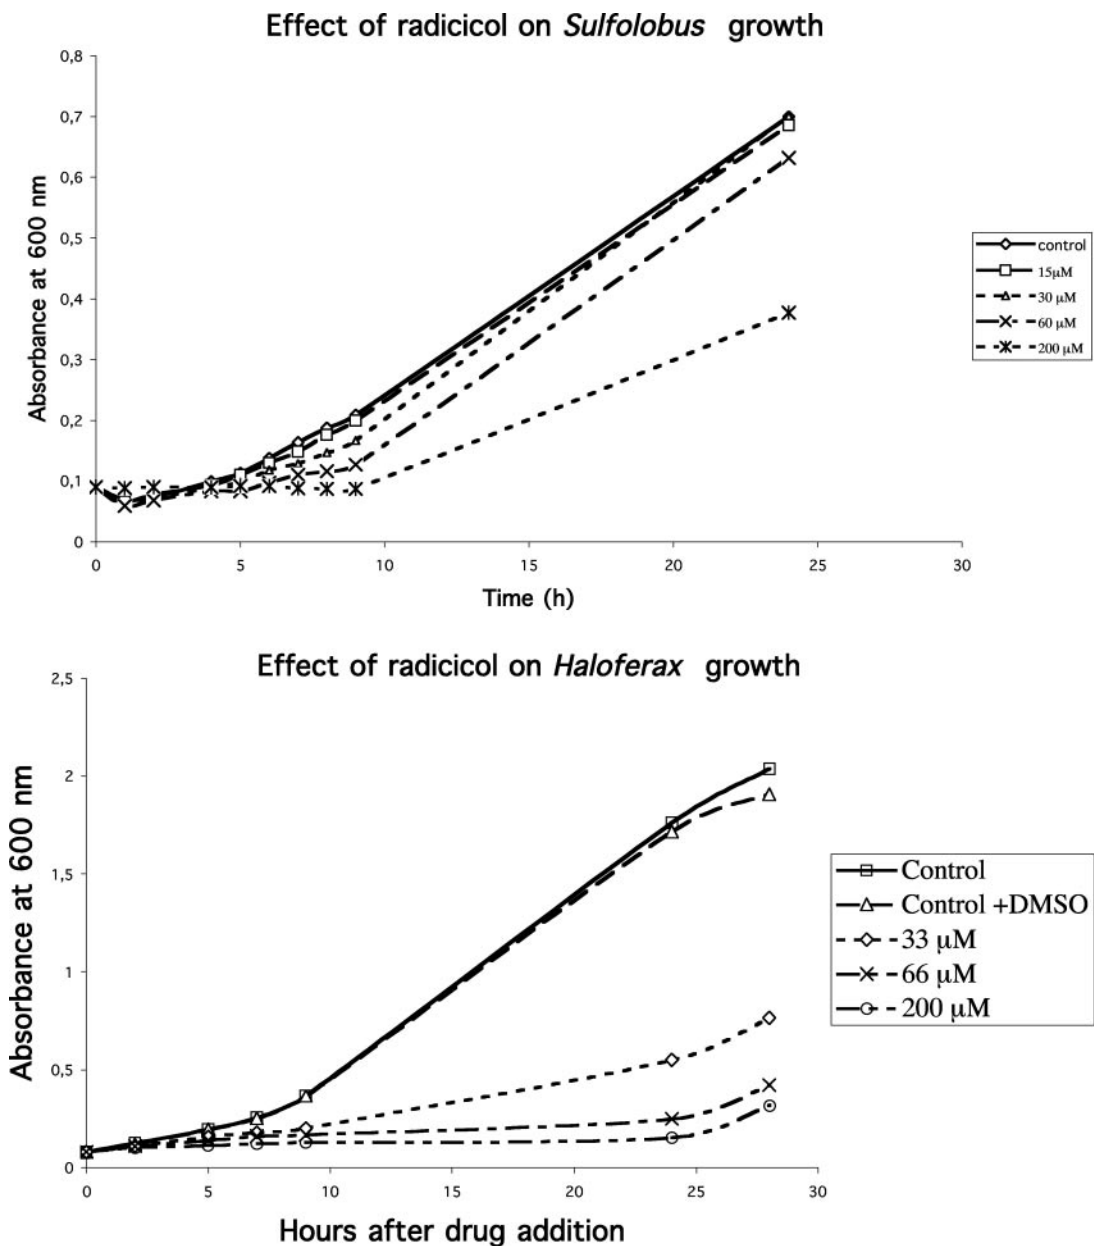 Effect of radicicol on Sulfolobus growth
0,8
0,7
0,6
0,5
0,4
0,3
0,2
0,1
0
Absorbance at 600 nm
0 5 10 15 20 25 30
Time (h)
control
15µM
30 µM
60 µM
200 µM
Effect of radicicol on Haloferax growth
2,5
2
1,5
1
0,5
0
Absorbance at 600 nm
0 5 10 15 20 25 30
Hours after drug addition
Control
Control +DMSO
33 µM
66 µM
200 µM